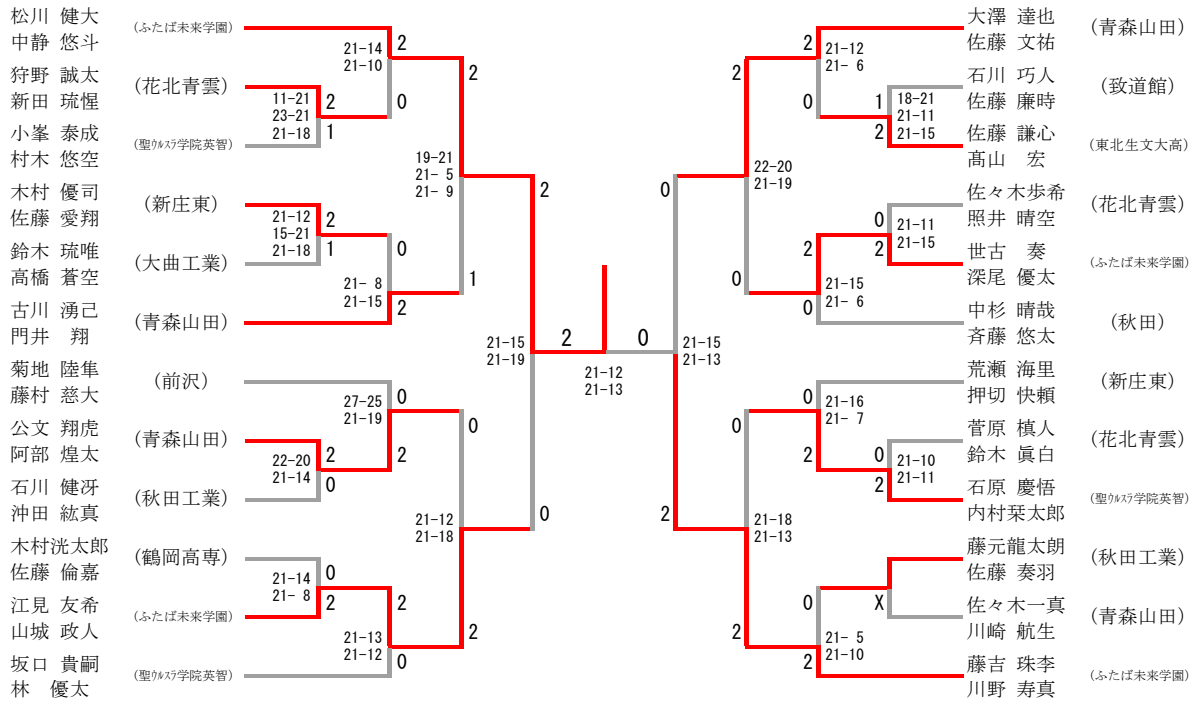 松川 健大
中静 悠斗
(ふたば未来学園)
狩野 誠太
新田 琉惺
(花北青雲)
小峯 泰成
村木 悠空
(聖ｳﾙｽﾗ学院英智)
木村 優司
佐藤 愛翔
(新庄東)
鈴木 琉唯
高橋 蒼空
(大曲工業)
古川 湧己
門井 翔
(青森山田)
菊地 陸隼
藤村 慈大
(前沢)
公文 翔虎
阿部 煌太
(青森山田)
石川 健冴
沖田 紘真
(秋田工業)
木村洸太郎
佐藤 倫嘉
(鶴岡高専)
江見 友希
山城 政人
(ふたば未来学園)
坂口 貴嗣
林 優太
(聖ｳﾙｽﾗ学院英智)
21-14
21-10
2
0
11-21
23-21
21-18
2
1
21-12
15-21
21-18
2
1
21- 8
21-15
0
2
19-21
21- 5
21- 9
2
1
27-25
21-19
0
2
22-20
21-14
2
0
21-14
21- 8
0
2
21-13
21-12
2
0
21-12
21-18
0
2
21-15
21-19
2
0
2
0
21-12
21-13
21-15
21-13
0
2
22-20
21-19
2
0
21-12
21- 6
2
0
18-21
21-11
21-15
1
2
21-11
21-15
0
2
21-15
21- 6
2
0
21-18
21-13
0
2
21-16
21- 7
0
2
21-10
21-11
0
2
X
21- 5
21-10
0
2
大澤 達也
佐藤 文祐
(青森山田)
石川 巧人
佐藤 廉時
(致道館)
佐藤 謙心
髙山 宏
(東北生文大高)
佐々木歩希
照井 晴空
(花北青雲)
世古 奏
深尾 優太
(ふたば未来学園)
中杉 晴哉
斉藤 悠太
(秋田)
荒瀬 海里
押切 快頼
(新庄東)
菅原 槙人
鈴木 眞白
(花北青雲)
石原 慶悟
内村栞太郎
(聖ｳﾙｽﾗ学院英智)
藤元龍太朗
佐藤 奏羽
(秋田工業)
佐々木一真
川崎 航生
(青森山田)
藤吉 珠李
川野 寿真
(ふたば未来学園)